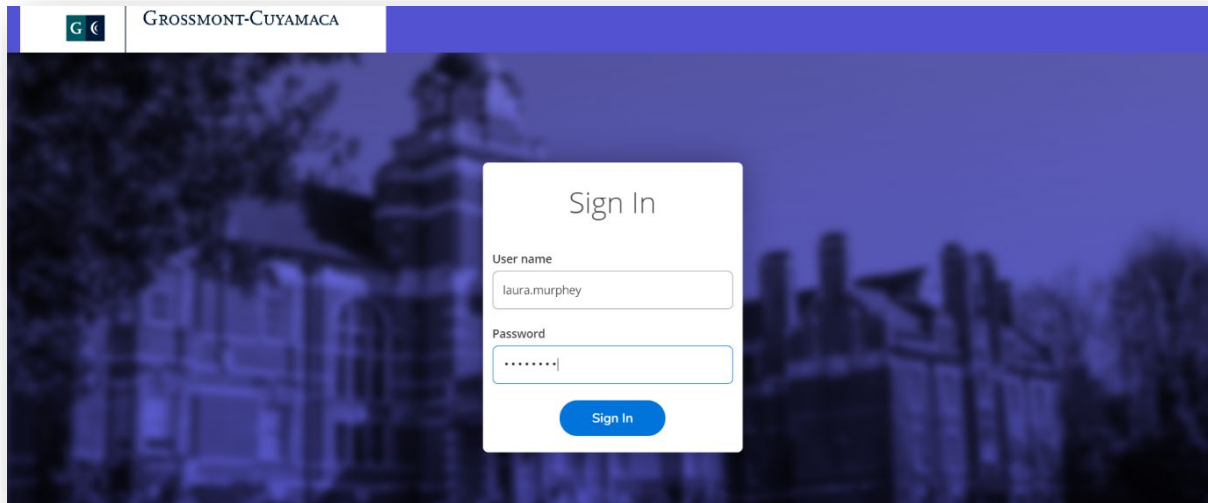 G C
GROSSMONT-CUYAMACA
Sign In
User name
laura.murphey
Password
••••••••
Sign In